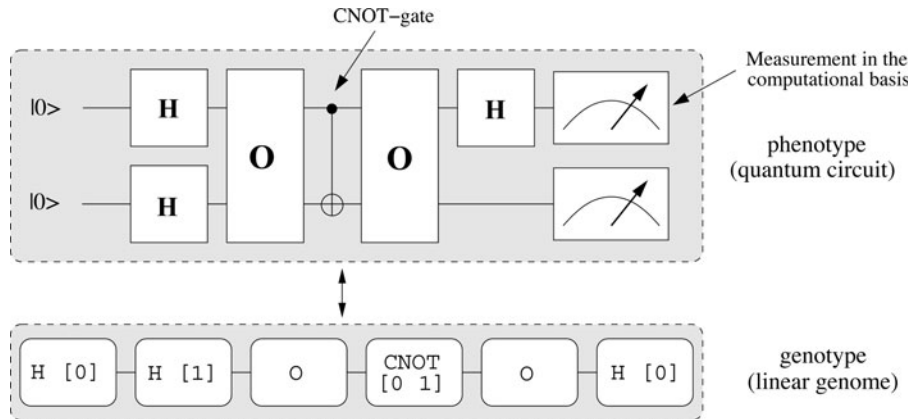 CNOT−gate
Measurement in the
computational basis
|0> H O O H
|0> H
phenotype
(quantum circuit)
H [0] H [1] O CNOT [0 1] O H [0]
genotype
(linear genome)